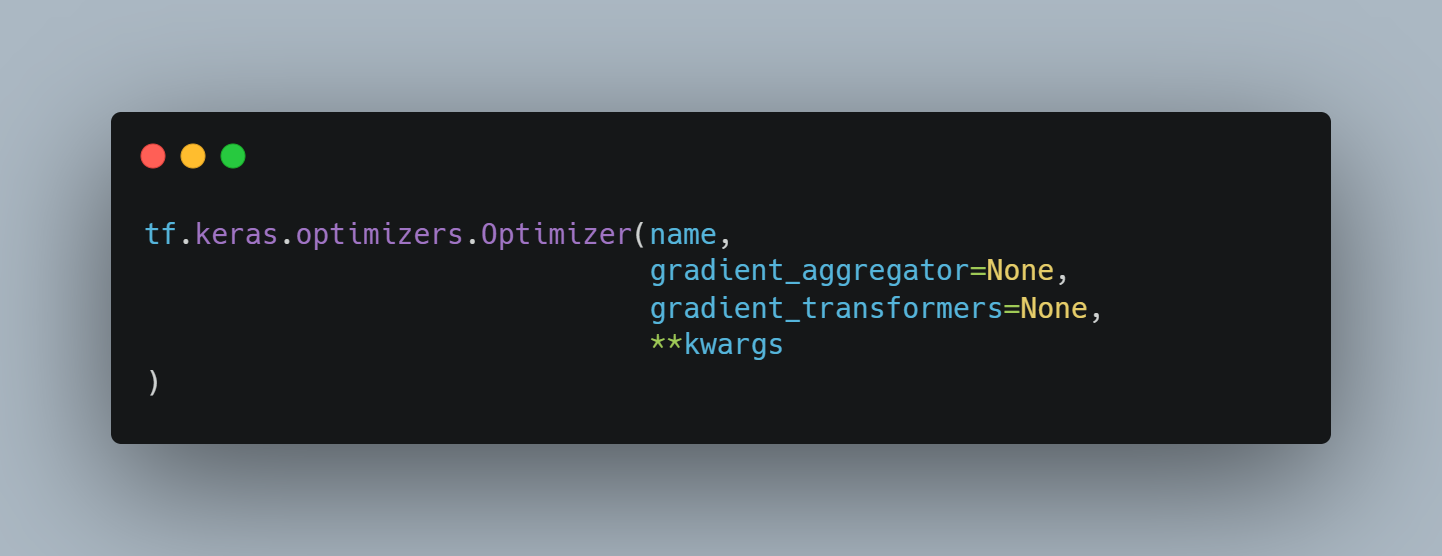 tf.keras.optimizers.Optimizer(name,
gradient_aggregator=None,
gradient_transformers=None,
**kwargs
)